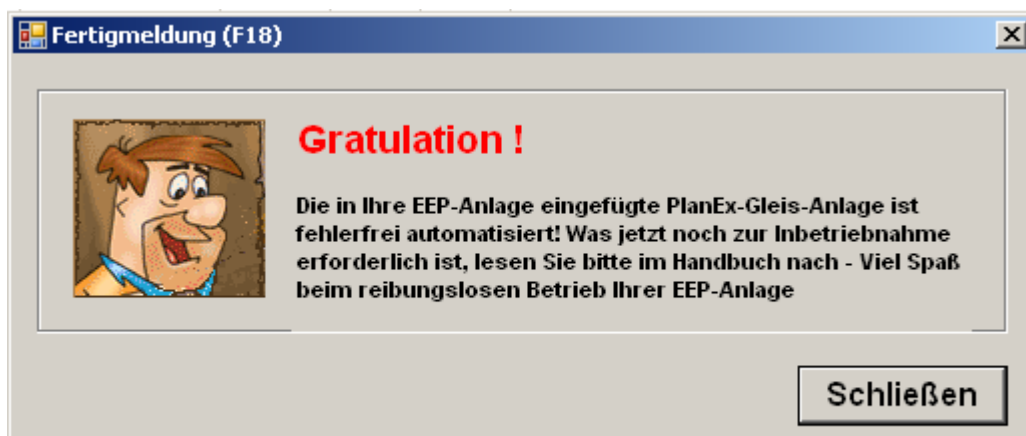 Fertigmeldung (F18)
Gratulation !
Die in Ihre EEP-Anlage eingefügte PlanEx-Gleis-Anlage ist
fehlerfrei automatisiert! Was jetzt noch zur Inbetriebnahme
erforderlich ist, lesen Sie bitte im Handbuch nach - Viel Spaß
beim reibungslosen Betrieb Ihrer EEP-Anlage
Schließen